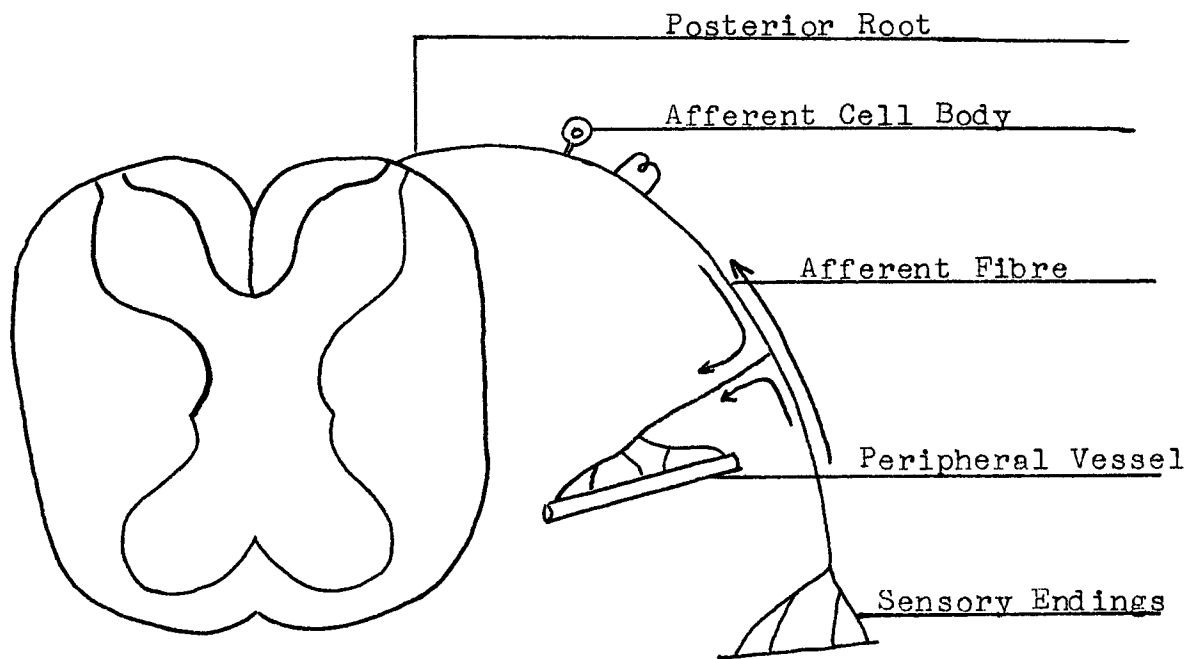 Posterior Root
Afferent Cell Body
Afferent Fibre
Peripheral Vessel
Sensory Endings